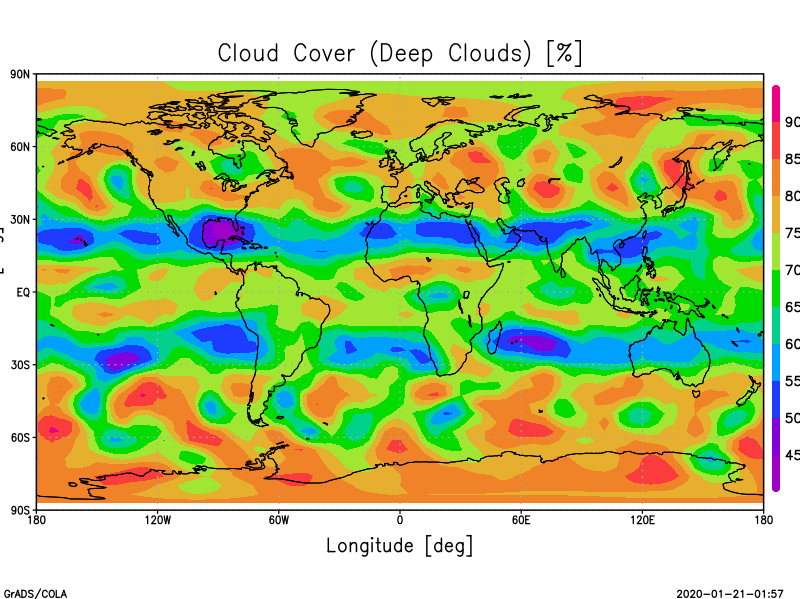 Cloud Cover (Deep Clouds) [%]
90N
60N
30N
EQ
30S
60S
90S
180
120W
60W
0
60E
120E
180
Longitude [deg]
90
85
80
75
70
65
60
55
50
45
GrADS/COLA
2020-01-21-01:57